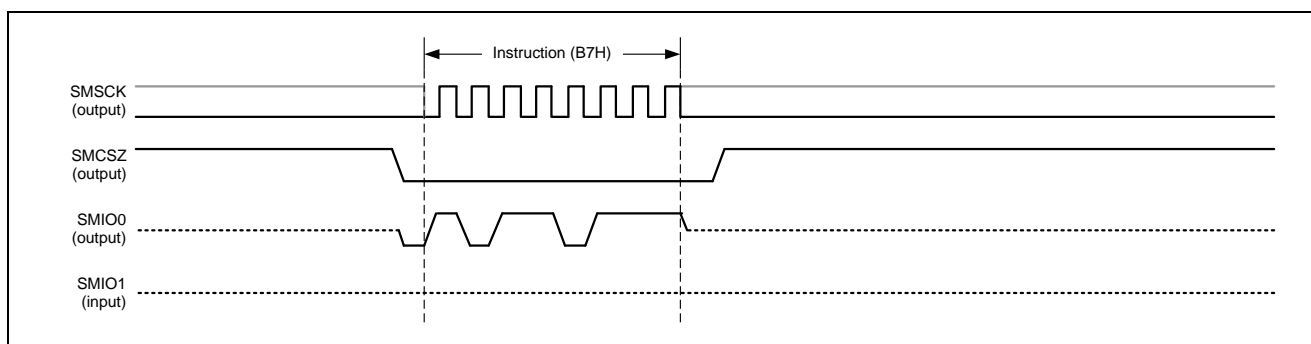 Instruction (B7H)
SMSCK
(output)
SMCSZ
(output)
SMIO0
(output)
SMIO1
(input)